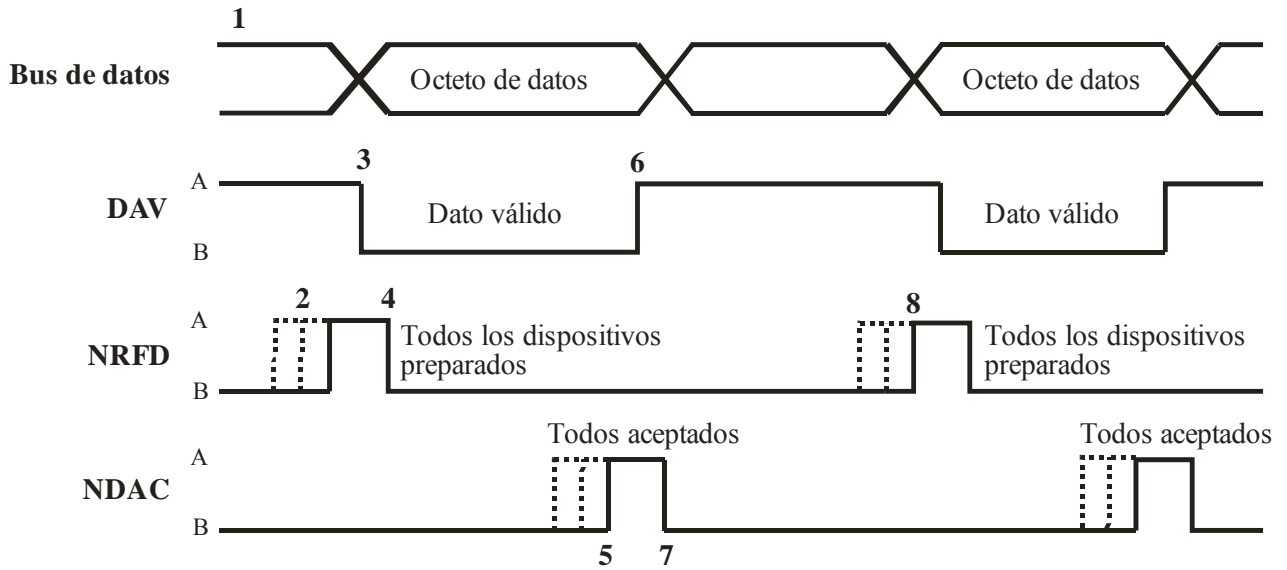 1
Bus de datos
Octeto de datos
Octeto de datos
3
6
A
DAV
Dato válido
Dato válido
B
2
4
8
A
NRFD
Todos los dispositivos
preparados
Todos los dispositivos
preparados
B
Todos aceptados
Todos aceptados
A
NDAC
B
5
7